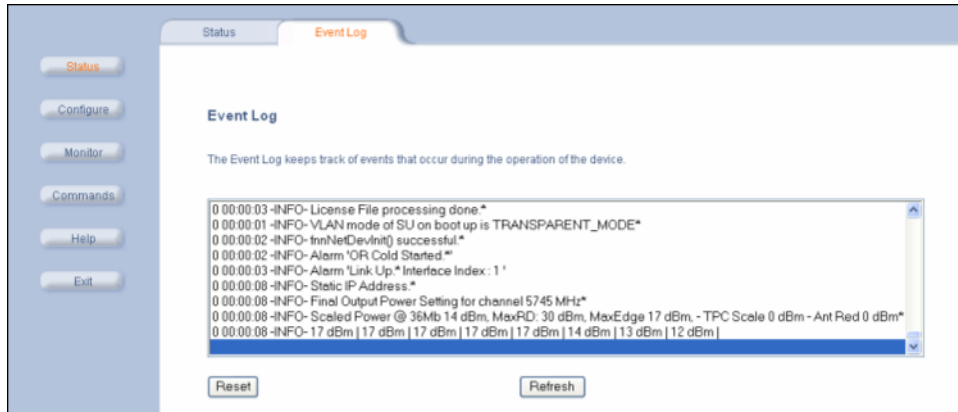 Status
Event Log
Status
Configure
Monitor
Commands
Help
Exit
Event Log
The Event Log keeps track of events that occur during the operation of the device.
0 00:00:03 -INFO- License File processing done.*
0 00:00:01 -INFO- VLAN mode of SU on boot up is TRANSPARENT_MODE*
0 00:00:02 -INFO- fnnNetDevInit() successful.*
0 00:00:02 -INFO- Alarm 'OR Cold Started.*'
0 00:00:03 -INFO- Alarm 'Link Up.* Interface Index : 1 '
0 00:00:08 -INFO- Static IP Address.*
0 00:00:08 -INFO- Final Output Power Setting for channel 5745 MHz*
0 00:00:08 -INFO- Scaled Power @ 36Mb 14 dBm, MaxRD: 30 dBm, MaxEdge 17 dBm, - TPC Scale 0 dBm - Ant Red 0 dBm*
0 00:00:08 -INFO- 17 dBm | 17 dBm | 17 dBm | 17 dBm | 17 dBm | 14 dBm | 13 dBm | 12 dBm |
Reset
Refresh